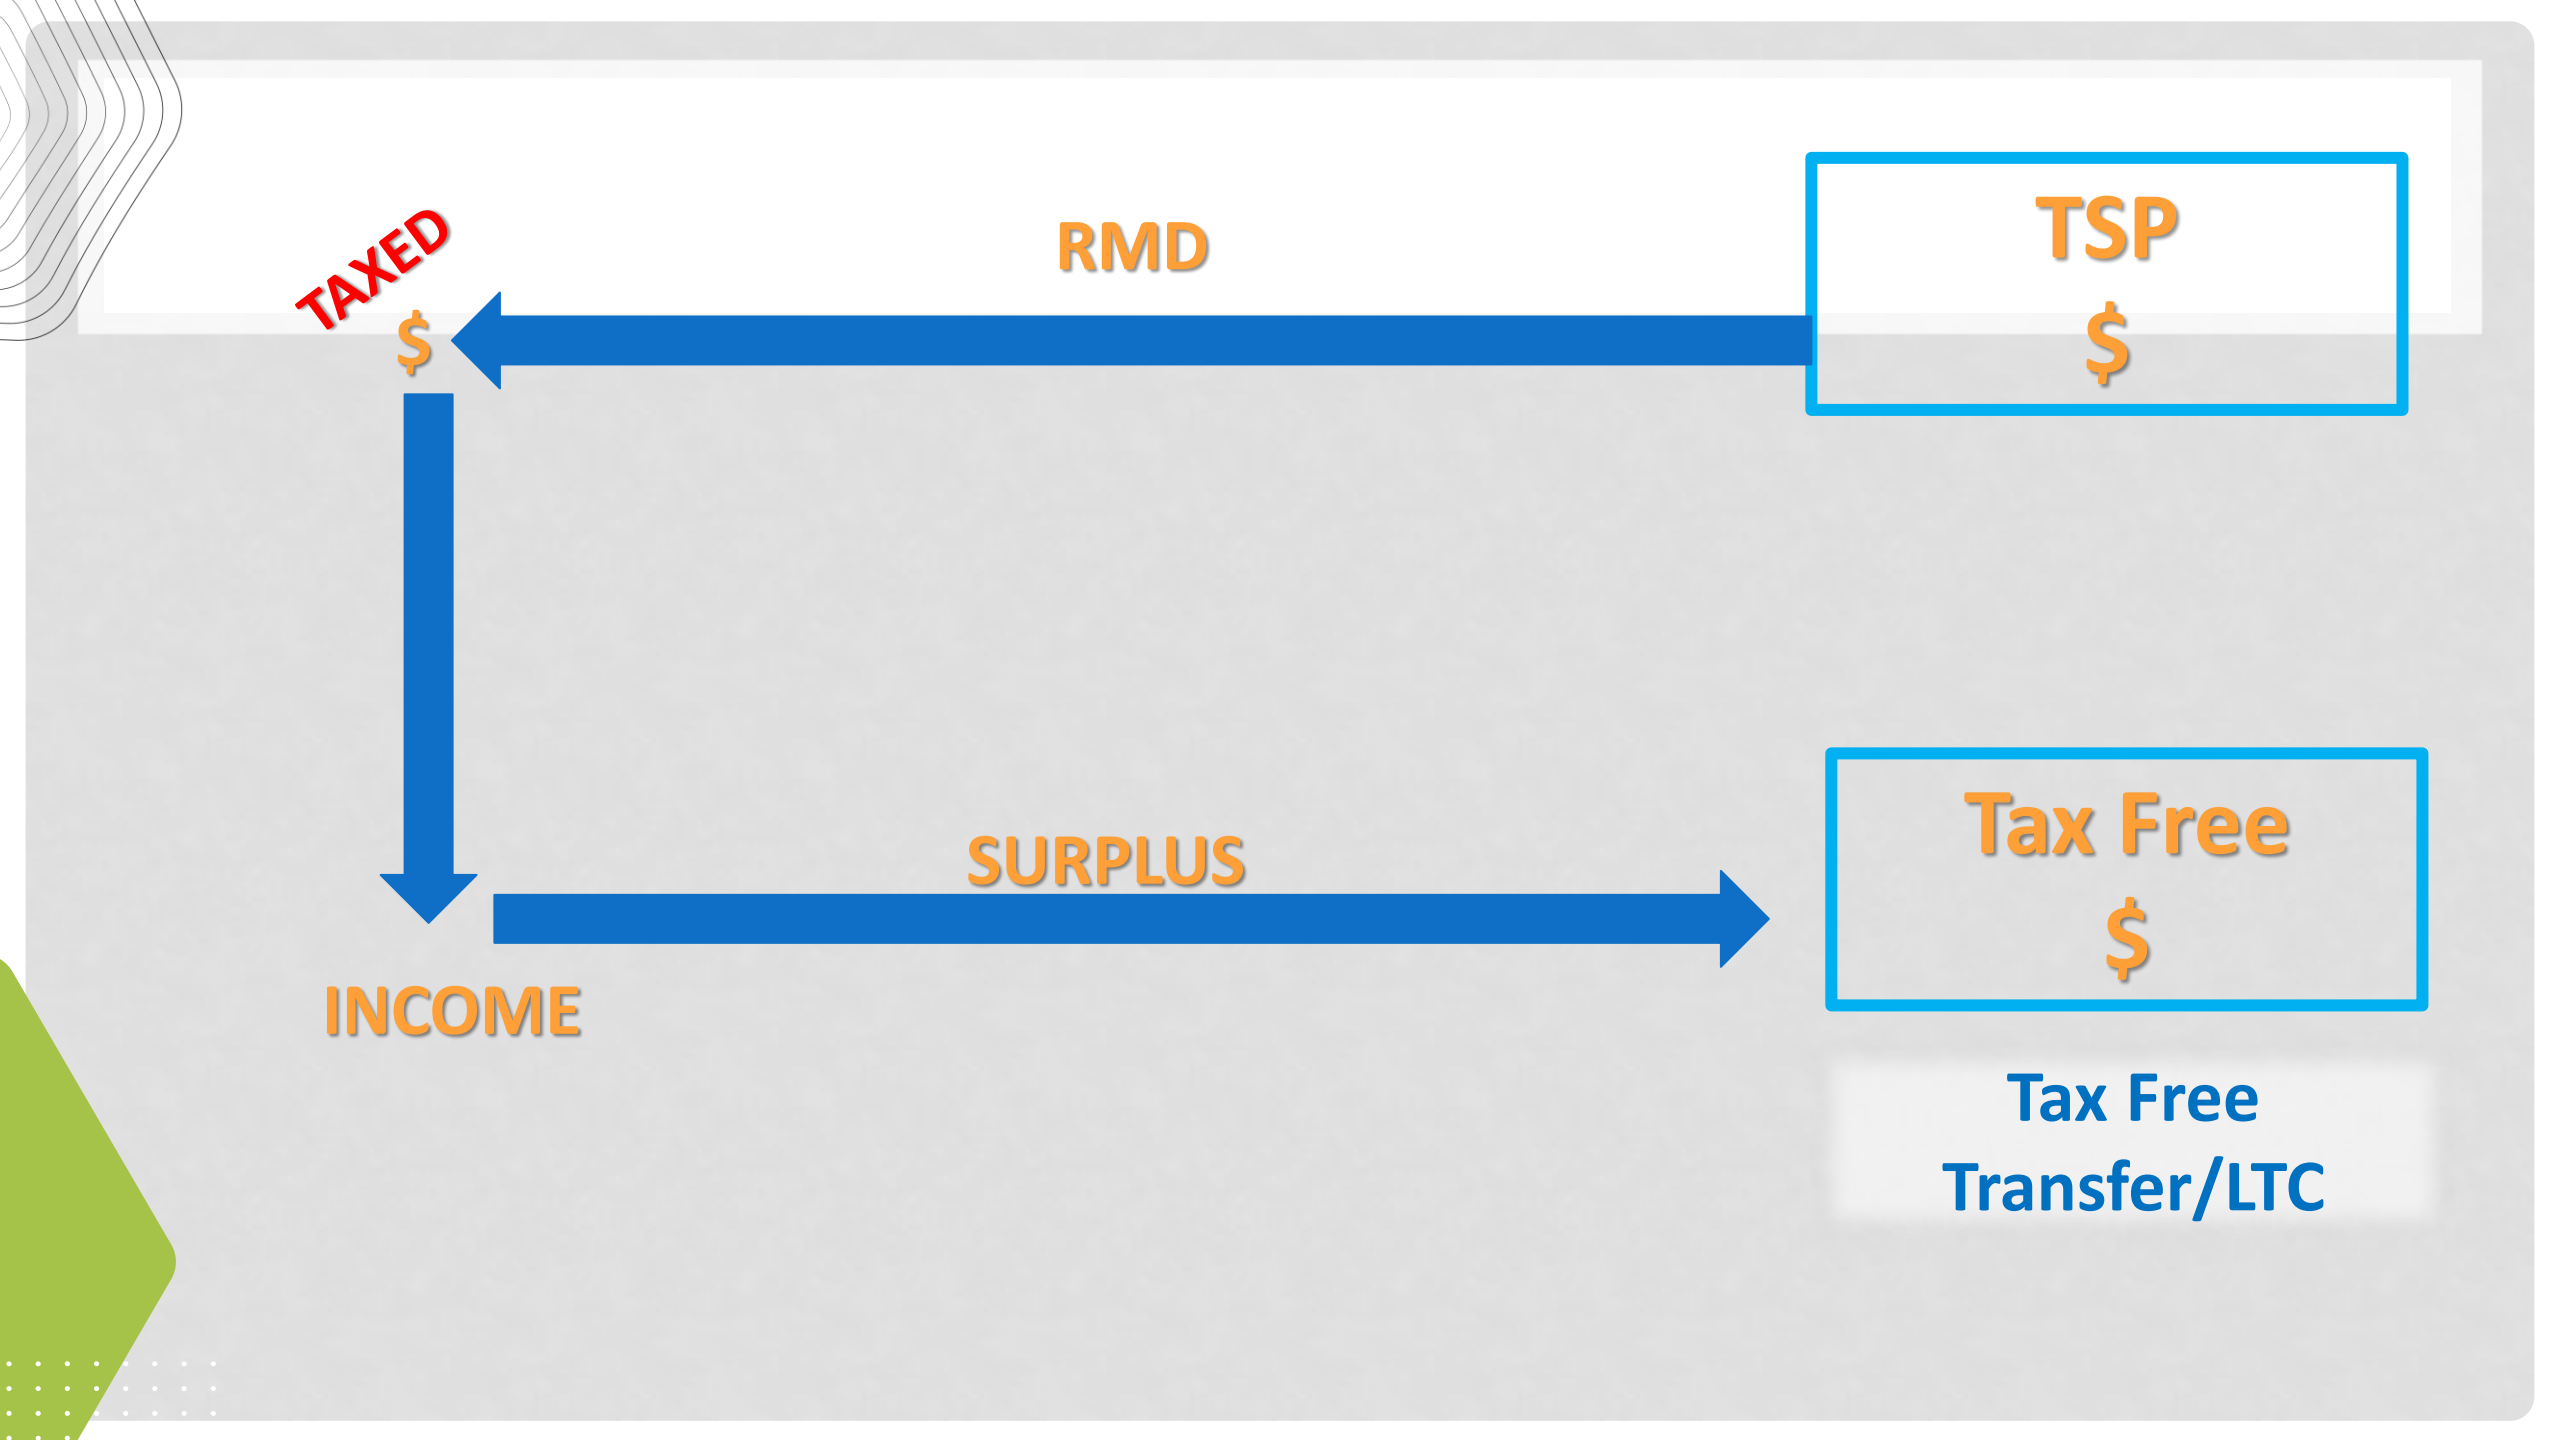 TAXED
RMD
TSP
$
$
SURPLUS
INCOME
Tax Free
$
Tax Free
Transfer/LTC